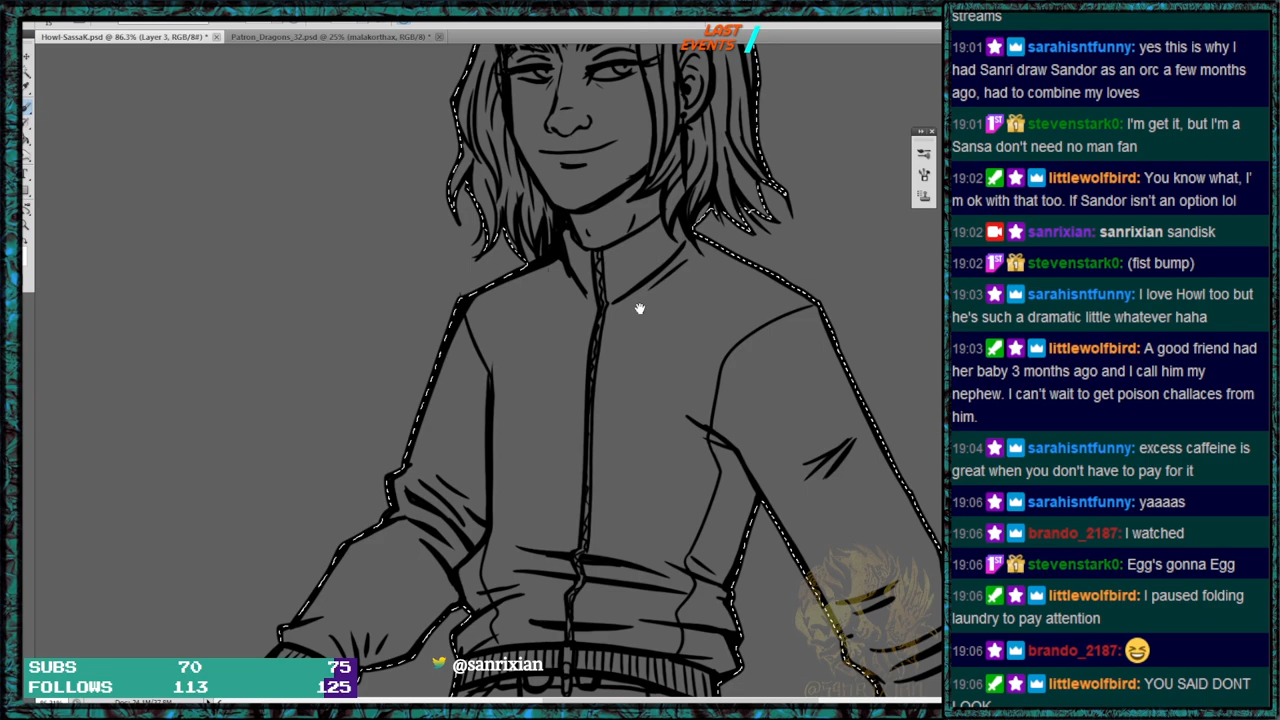 Howl-SassaK.psd @ 86.3% (Layer 3, RGB/8#) *
Patron_Dragons_32.psd @ 25% (malakorthax, RGB/8) *
LAST
EVENTS
SUBS 70 75
FOLLOWS 113 125
@sanrixian
streams
19:01 sarahisntfunny: yes this is why I
had Sanri draw Sandor as an orc a few months
ago, had to combine my loves
19:01 stevenstark0: I'm get it, but I'm a
Sansa don't need no man fan
19:02 littlewolfbird: You know what, I'
m ok with that too. If Sandor isn't an option lol
19:02 sanrixian: sanrixian sandisk
19:02 stevenstark0: (fist bump)
19:03 sarahisntfunny: I love Howl too but
he's such a dramatic little whatever haha
19:03 littlewolfbird: A good friend had
her baby 3 months ago and I call him my
nephew. I can't wait to get poison challaces from
him.
19:04 sarahisntfunny: excess caffeine is
great when you don't have to pay for it
19:06 sarahisntfunny: yaaaas
19:06 brando_2187: I watched
19:06 stevenstark0: Egg's gonna Egg
19:06 littlewolfbird: I paused folding
laundry to pay attention
19:06 brando_2187:
19:06 littlewolfbird: YOU SAID DONT
LOOK